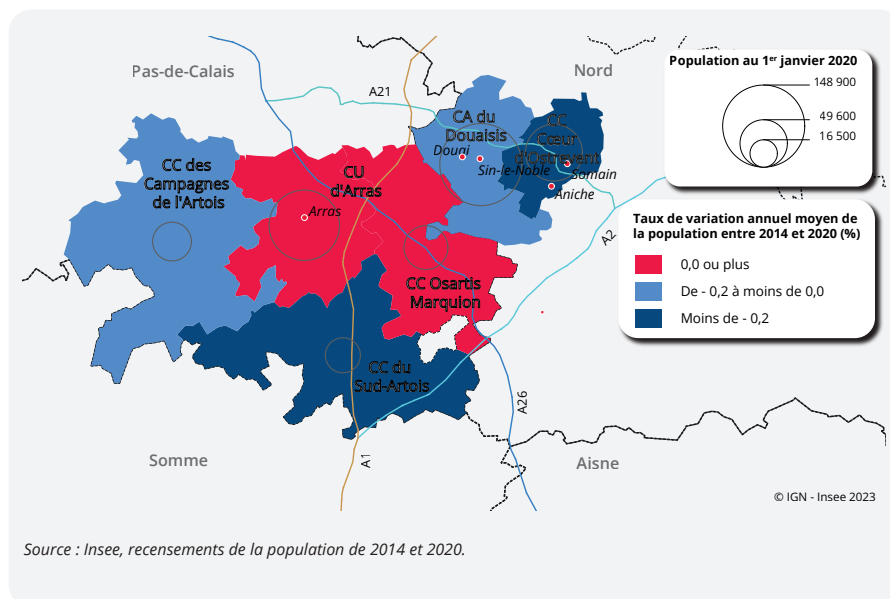 Pas-de-Calais
Nord
A21
Population au 1er janvier 2020
148 900
49 600
16 500
CA du
Douaisis
CC
Cœur
d'Ostrevent
Douai
Sin-le-Noble
Somain
Aniche
CC des
Campagnes
de l'Artois
CU
d'Arras
Arras
A2
Taux de variation annuel moyen de
la population entre 2014 et 2020 (%)
0,0 ou plus
De - 0,2 à moins de 0,0
Moins de - 0,2
CC Osartis
Marquion
CC du
Sud-Artois
A26
A1
Somme
Aisne
© IGN - Insee 2023
Source : Insee, recensements de la population de 2014 et 2020.